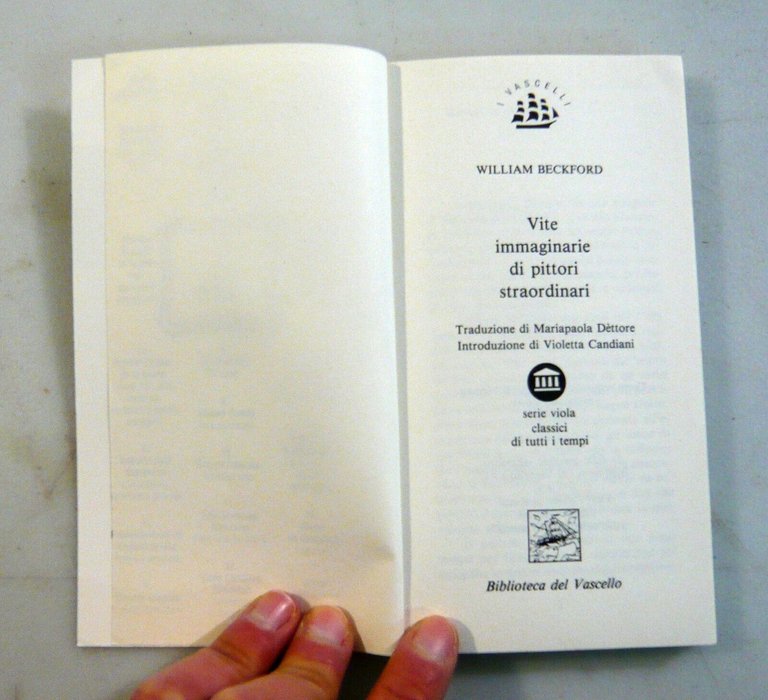 I VASCELLI
WILLIAM BECKFORD
Vite
immaginarie
di pittori
straordinari
Traduzione di Mariapaola Dèttore
Introduzione di Violetta Candiani
serie viola
classici
di tutti i tempi
Biblioteca del Vascello